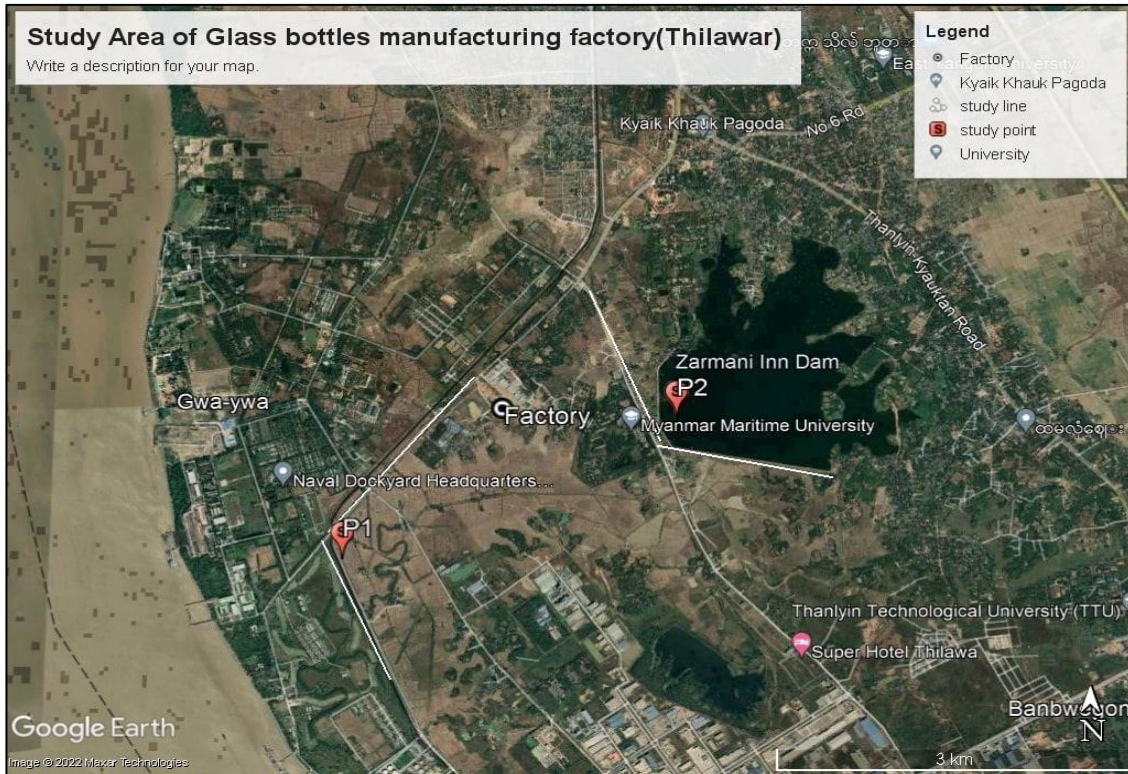 Study Area of Glass bottles manufacturing factory(Thilawar)
Write a description for your map.
Legend
Factory
Kyaik Khauk Pagoda
study line
S study point
University
Kyaik Khauk Pagoda
No 6 Rd
Thanlyin-Kyauktan Road
Zarmani Inn Dam
P2
Gwa-ywa
Factory
Myanmar Maritime University
Naval Dockyard Headquarters...
P1
Thanlyin Technological University (TTU)
Super Hotel Thilawa
Banbwegon
N
Google Earth
3 km
Image © 2022 Maxar Technologies